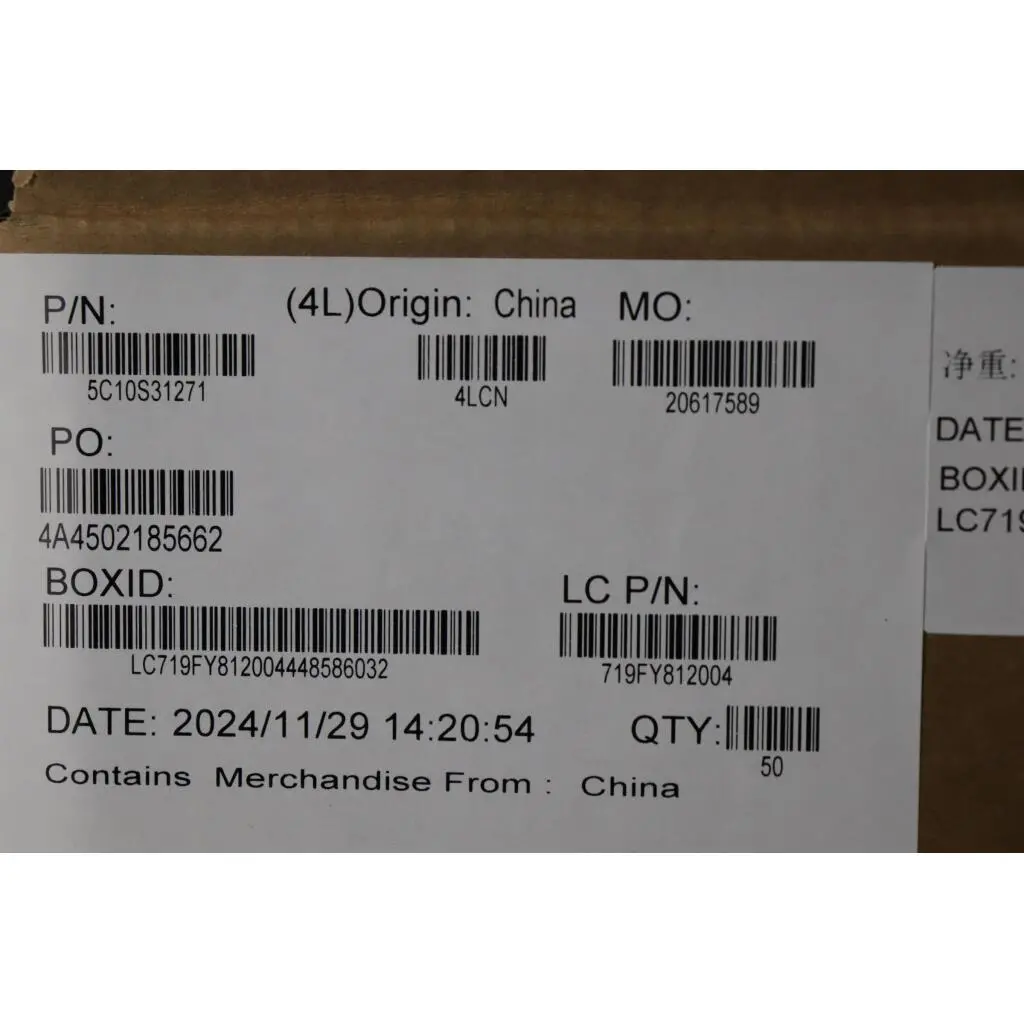 P/N: (4L)Origin: China MO:
5C10S31271 4LCN 20617589
PO:
4A4502185662
BOXID: LC P/N:
LC719FY812004448586032 719FY812004
DATE: 2024/11/29 14:20:54 QTY:
50
Contains Merchandise From : China
净重:
DATE
BOXI
LC719